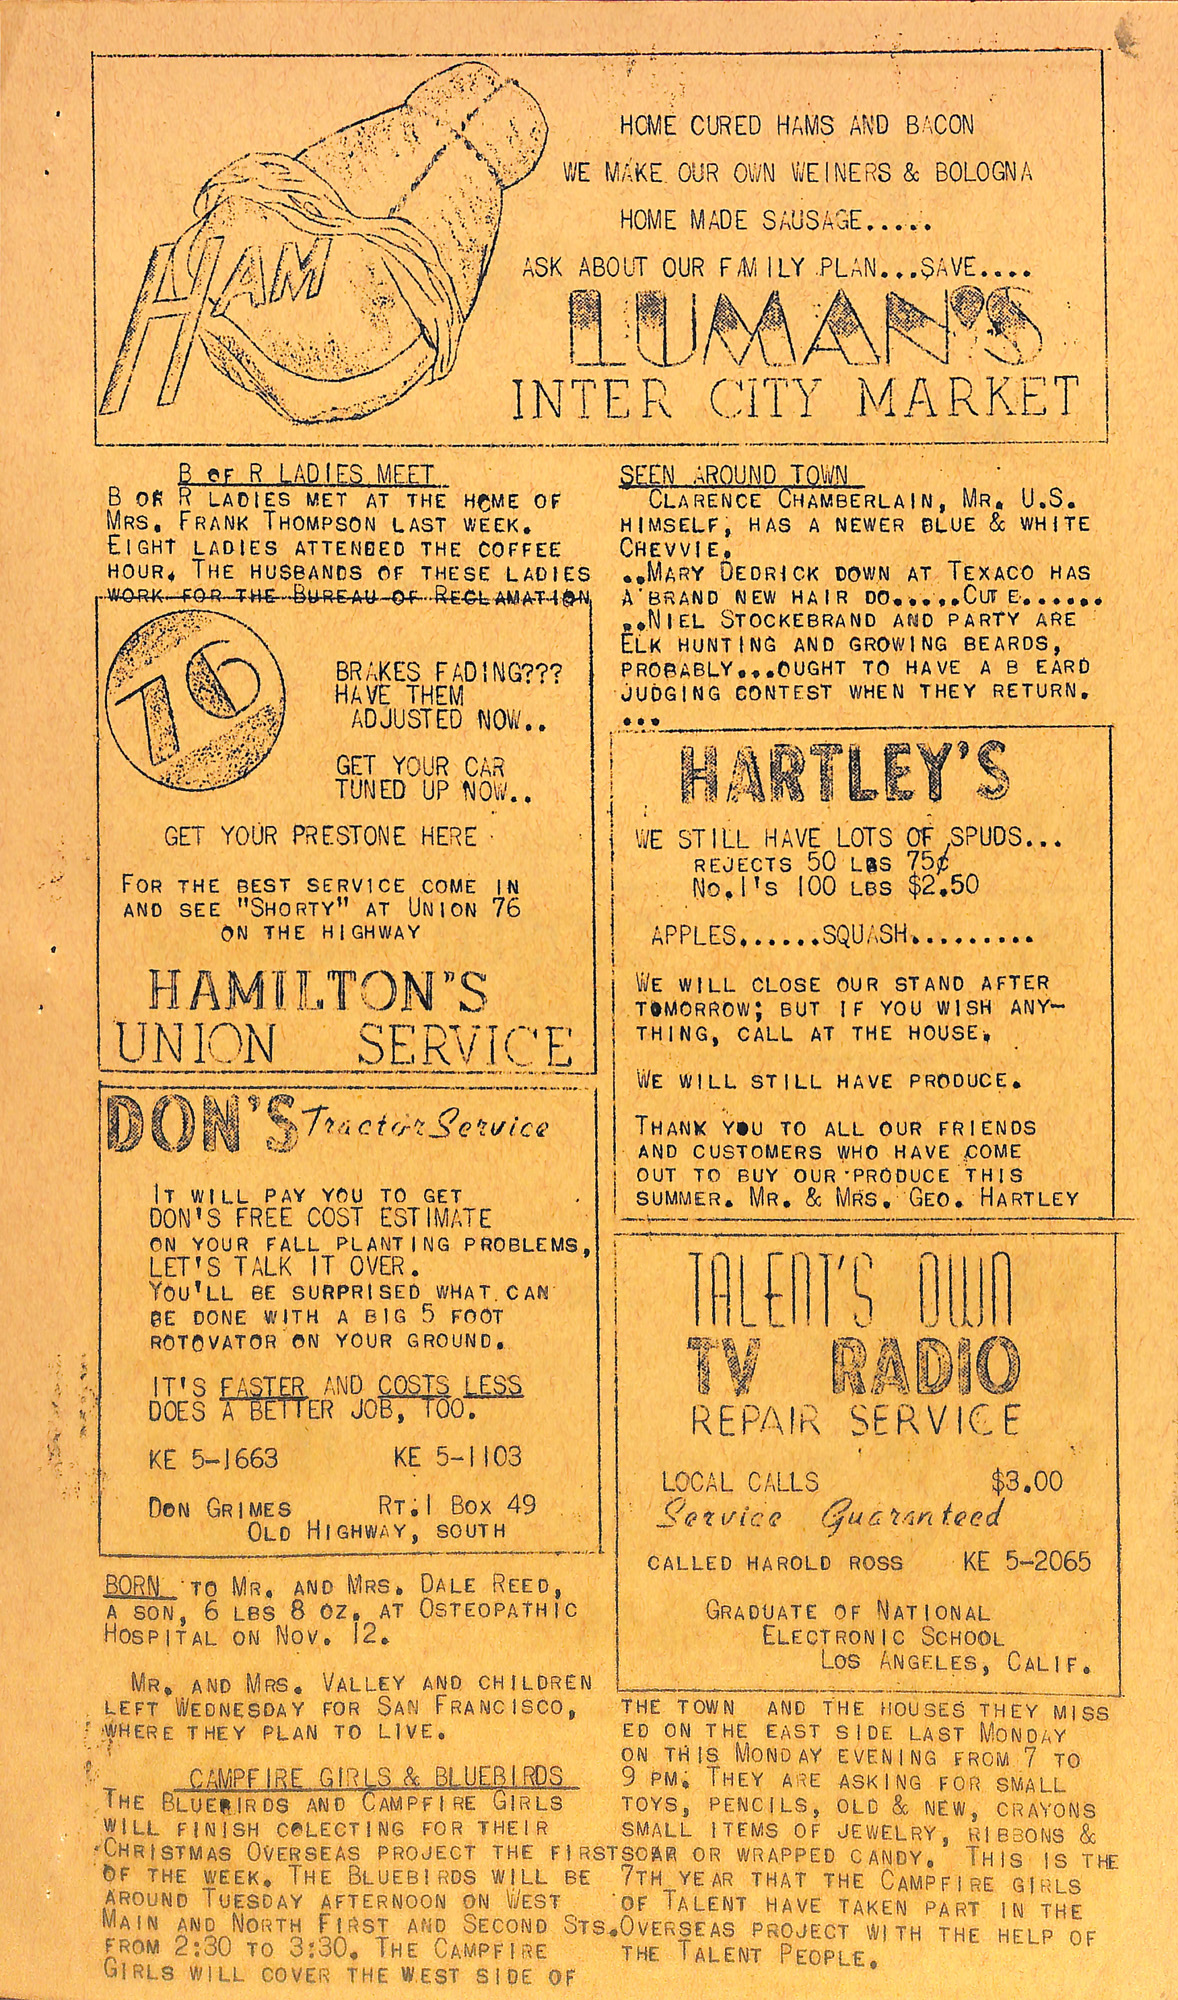 HAM
HOME CURED HAMS AND BACON
WE MAKE OUR OWN WEINERS & BOLOGNA
HOME MADE SAUSAGE.....
ASK ABOUT OUR FAMILY PLAN...SAVE....
LUMAN'S
INTER CITY MARKET
B OF R LADIES MEET
B OF R LADIES MET AT THE HOME OF
MRS. FRANK THOMPSON LAST WEEK.
EIGHT LADIES ATTENDED THE COFFEE
HOUR. THE HUSBANDS OF THESE LADIES
WORK FOR THE BUREAU OF RECLAMATION
76
BRAKES FADING???
HAVE THEM
ADJUSTED NOW..
GET YOUR CAR
TUNED UP NOW..
GET YOUR PRESTONE HERE
FOR THE BEST SERVICE COME IN
AND SEE "SHORTY" AT UNION 76
ON THE HIGHWAY
HAMILTON"S
UNION SERVICE
DON'S Tractor Service
IT WILL PAY YOU TO GET
DON'S FREE COST ESTIMATE
ON YOUR FALL PLANTING PROBLEMS,
LET'S TALK IT OVER.
YOU'LL BE SURPRISED WHAT CAN
BE DONE WITH A BIG 5 FOOT
ROTOVATOR ON YOUR GROUND.
IT'S FASTER AND COSTS LESS
DOES A BETTER JOB, TOO.
KE 5-1663 KE 5-1103
DON GRIMES RT.1 BOX 49
OLD HIGHWAY, SOUTH
BORN TO MR. AND MRS. DALE REED,
A SON, 6 LBS 8 OZ. AT OSTEOPATHIC
HOSPITAL ON NOV. 12.
MR. AND MRS. VALLEY AND CHILDREN
LEFT WEDNESDAY FOR SAN FRANCISCO,
WHERE THEY PLAN TO LIVE.
CAMPFIRE GIRLS & BLUEBIRDS
THE BLUEBIRDS AND CAMPFIRE GIRLS
WILL FINISH COLECTING FOR THEIR
CHRISTMAS OVERSEAS PROJECT THE FIRST
OF THE WEEK. THE BLUEBIRDS WILL BE
AROUND TUESDAY AFTERNOON ON WEST
MAIN AND NORTH FIRST AND SECOND STS.
FROM 2:30 TO 3:30. THE CAMPFIRE
GIRLS WILL COVER THE WEST SIDE OF
SEEN AROUND TOWN
CLARENCE CHAMBERLAIN, MR. U.S.
HIMSELF, HAS A NEWER BLUE & WHITE
CHEVVIE.
..MARY DEDRICK DOWN AT TEXACO HAS
A BRAND NEW HAIR DO.....CUT E......
..NIEL STOCKEBRAND AND PARTY ARE
ELK HUNTING AND GROWING BEARDS,
PROBABLY...OUGHT TO HAVE A B EARD
JUDGING CONTEST WHEN THEY RETURN.
...
HARTLEY'S
WE STILL HAVE LOTS OF SPUDS...
REJECTS 50 LBS 75¢
NO.1'S 100 LBS $2.50
APPLES......SQUASH.........
WE WILL CLOSE OUR STAND AFTER
TOMORROW; BUT IF YOU WISH ANY-
THING, CALL AT THE HOUSE.
WE WILL STILL HAVE PRODUCE.
THANK YOU TO ALL OUR FRIENDS
AND CUSTOMERS WHO HAVE COME
OUT TO BUY OUR PRODUCE THIS
SUMMER. MR. & MRS. GEO. HARTLEY
TALENT'S OWN
TV RADIO
REPAIR SERVICE
LOCAL CALLS $3.00
Service Guaranteed
CALLED HAROLD ROSS KE 5-2065
GRADUATE OF NATIONAL
ELECTRONIC SCHOOL
LOS ANGELES, CALIF.
THE TOWN AND THE HOUSES THEY MISS
ED ON THE EAST SIDE LAST MONDAY
ON THIS MONDAY EVENING FROM 7 TO
9 PM. THEY ARE ASKING FOR SMALL
TOYS, PENCILS, OLD & NEW, CRAYONS
SMALL ITEMS OF JEWELRY, RIBBONS &
SOAP OR WRAPPED CANDY. THIS IS THE
7TH YEAR THAT THE CAMPFIRE GIRLS
OF TALENT HAVE TAKEN PART IN THE
OVERSEAS PROJECT WITH THE HELP OF
THE TALENT PEOPLE.